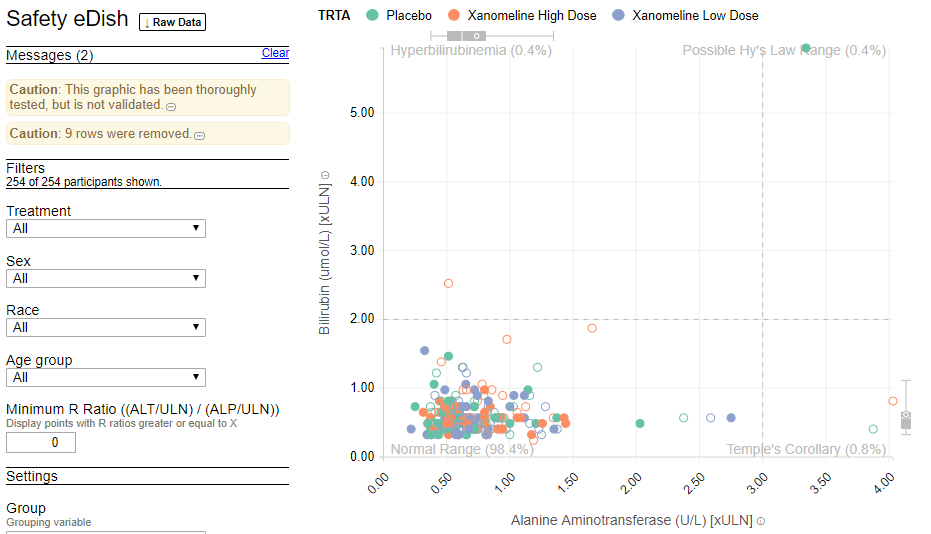 Safety eDish
↓ Raw Data
Messages (2)
Clear
Caution: This graphic has been thoroughly
tested, but is not validated.
Caution: 9 rows were removed.
Filters
254 of 254 participants shown.
Treatment
All
Sex
All
Race
All
Age group
All
Minimum R Ratio ((ALT/ULN) / (ALP/ULN))
Display points with R ratios greater or equal to X
0
Settings
Group
Grouping variable
TRTA
Placebo
Xanomeline High Dose
Xanomeline Low Dose
Hyperbilirubinemia (0.4%)
Possible Hy's Law Range (0.4%)
5.00
4.00
3.00
2.00
1.00
0.00
Bilirubin (umol/L) [xULN]
Normal Range (98.4%)
Temple's Corollary (0.8%)
0.00
0.50
1.00
1.50
2.00
2.50
3.00
3.50
4.00
Alanine Aminotransferase (U/L) [xULN]